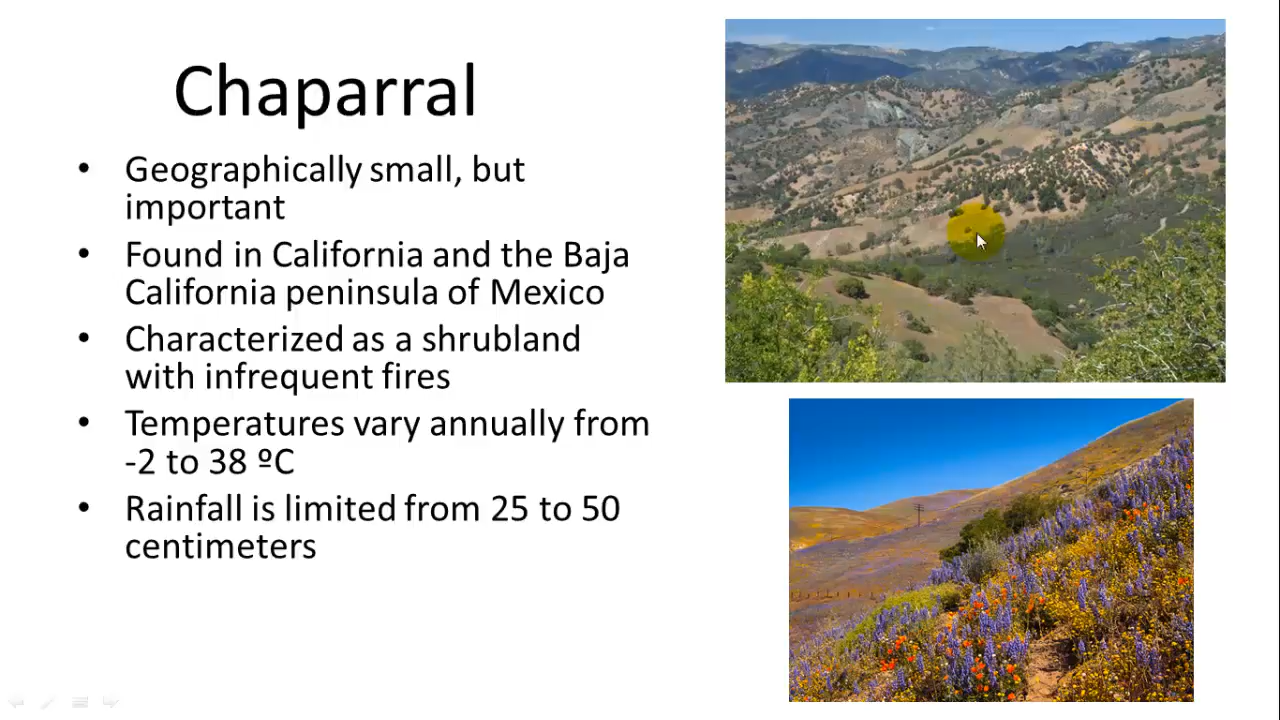 Chaparral
• Geographically small, but
important
• Found in California and the Baja
California peninsula of Mexico
• Characterized as a shrubland
with infrequent fires
• Temperatures vary annually from
-2 to 38 ºC
• Rainfall is limited from 25 to 50
centimeters